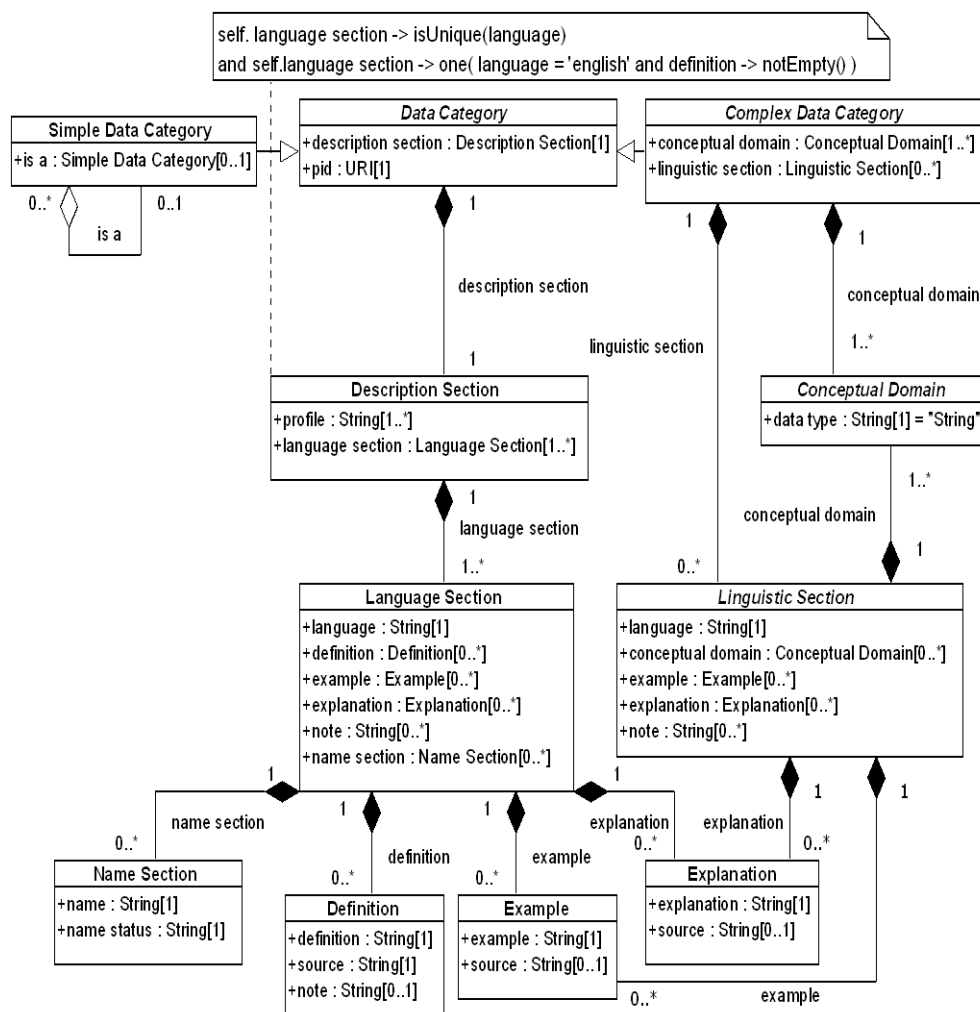 self. language section -> isUnique(language)
and self.language section -> one( language = 'english' and definition -> notEmpty() )
Simple Data Category
+is a : Simple Data Category[0..1]
0..*
0..1
is a
Data Category
+description section : Description Section[1]
+pid : URI[1]
Complex Data Category
+conceptual domain : Conceptual Domain[1..*]
+linguistic section : Linguistic Section[0..*]
1
description section
1
1
linguistic section
0..*
1
conceptual domain
1..*
Description Section
+profile : String[1..*]
+language section : Language Section[1..*]
Conceptual Domain
+data type : String[1] = "String"
1
language section
1..*
1..*
conceptual domain
1
Language Section
+language : String[1]
+definition : Definition[0..*]
+example : Example[0..*]
+explanation : Explanation[0..*]
+note : String[0..*]
+name section : Name Section[0..*]
Linguistic Section
+language : String[1]
+conceptual domain : Conceptual Domain[0..*]
+example : Example[0..*]
+explanation : Explanation[0..*]
+note : String[0..*]
1
name section
0..*
1
definition
0..*
1
example
0..*
1
explanation
0..*
1
explanation
0..*
1
Name Section
+name : String[1]
+name status : String[1]
Definition
+definition : String[1]
+source : String[1]
+note : String[0..1]
Example
+example : String[1]
+source : String[0..1]
Explanation
+explanation : String[1]
+source : String[0..1]
0..*
example